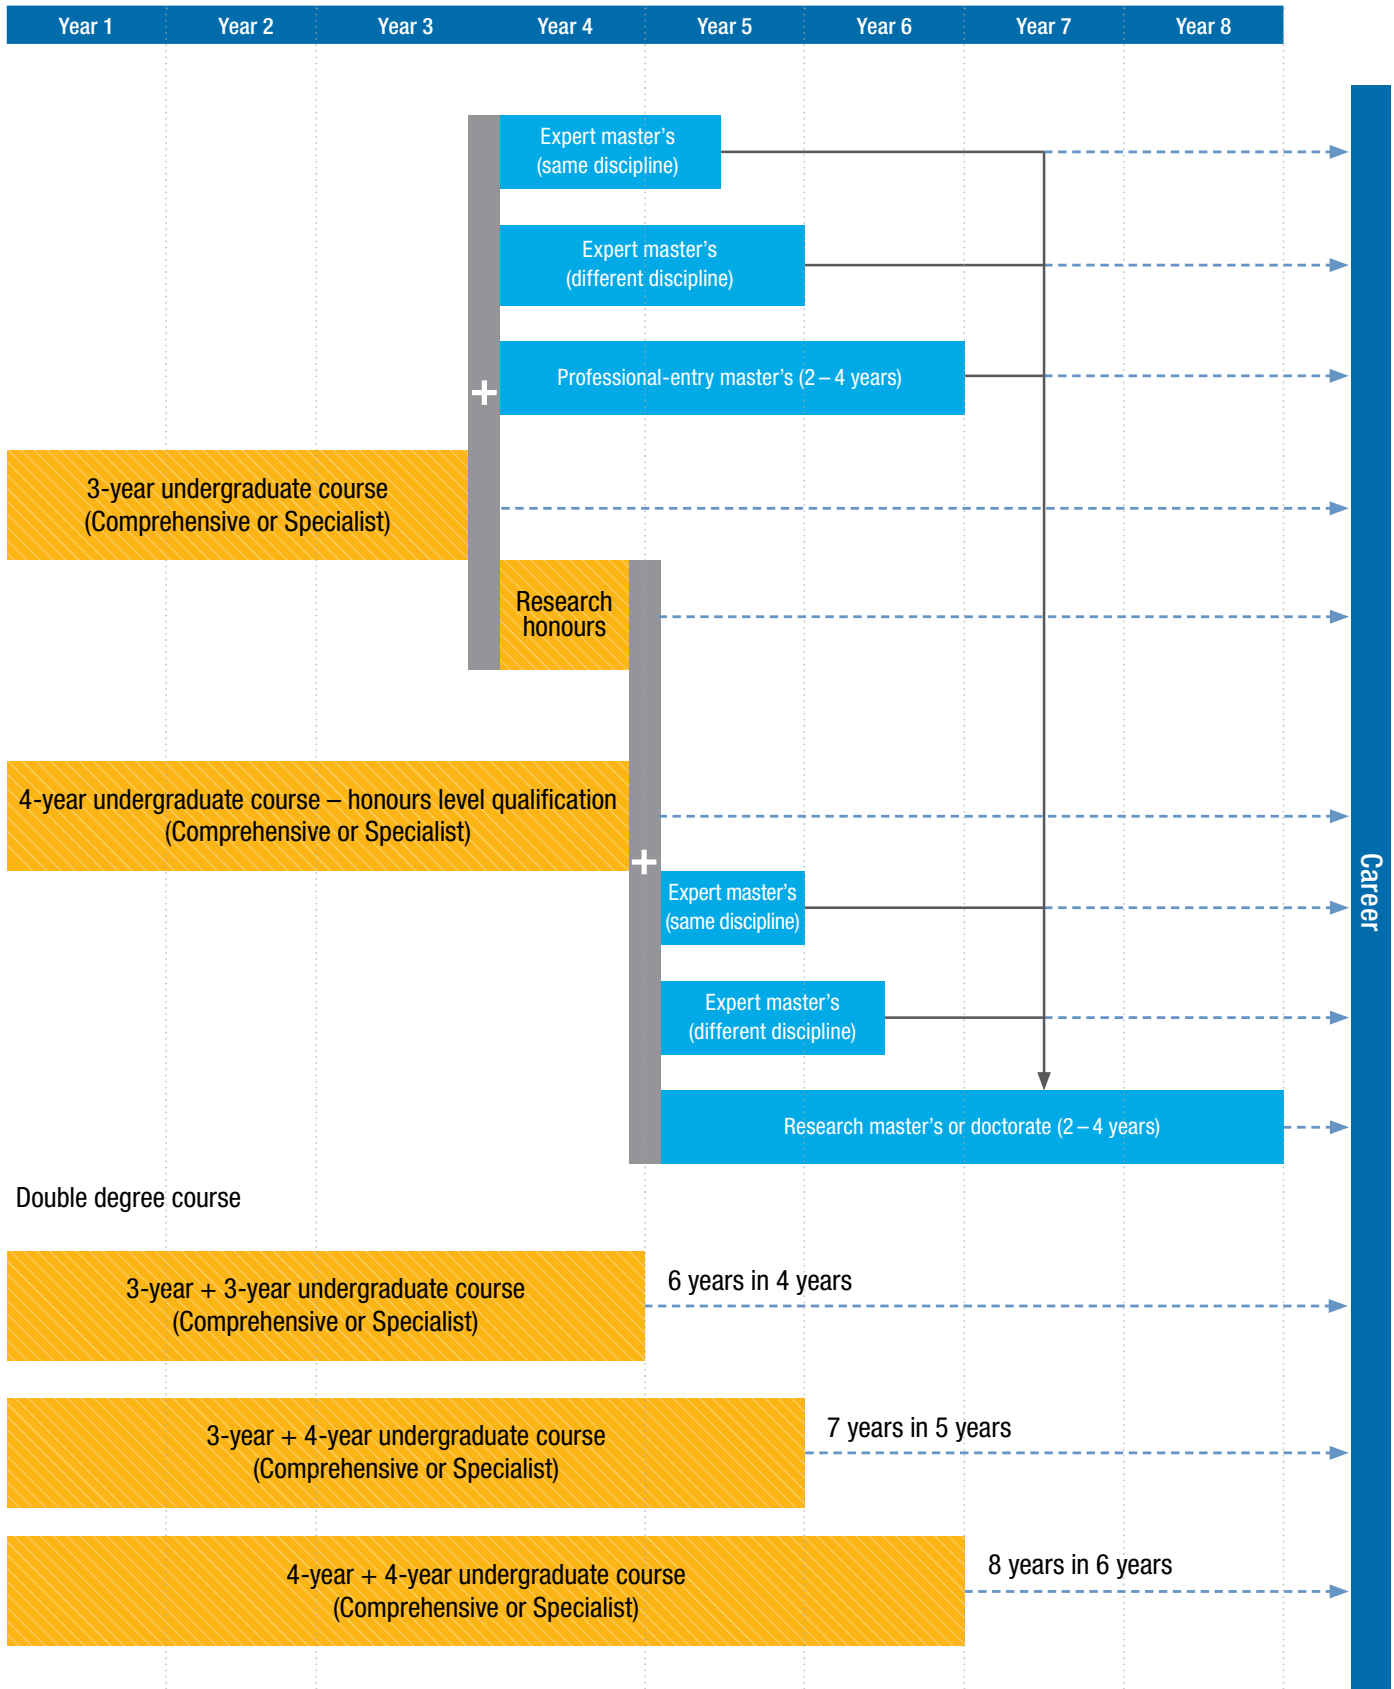 Year 1 Year 2 Year 3 Year 4 Year 5 Year 6 Year 7 Year 8
Expert master’s
(same discipline)
Expert master’s
(different discipline)
Professional-entry master’s (2 – 4 years)
+
3-year undergraduate course
(Comprehensive or Specialist)
Research
honours
4-year undergraduate course – honours level qualification
(Comprehensive or Specialist)
+
Expert master’s
(same discipline)
Career
Expert master’s
(different discipline)
Research master’s or doctorate (2 – 4 years)
Double degree course
3-year + 3-year undergraduate course
(Comprehensive or Specialist)
6 years in 4 years
3-year + 4-year undergraduate course
(Comprehensive or Specialist)
7 years in 5 years
4-year + 4-year undergraduate course
(Comprehensive or Specialist)
8 years in 6 years